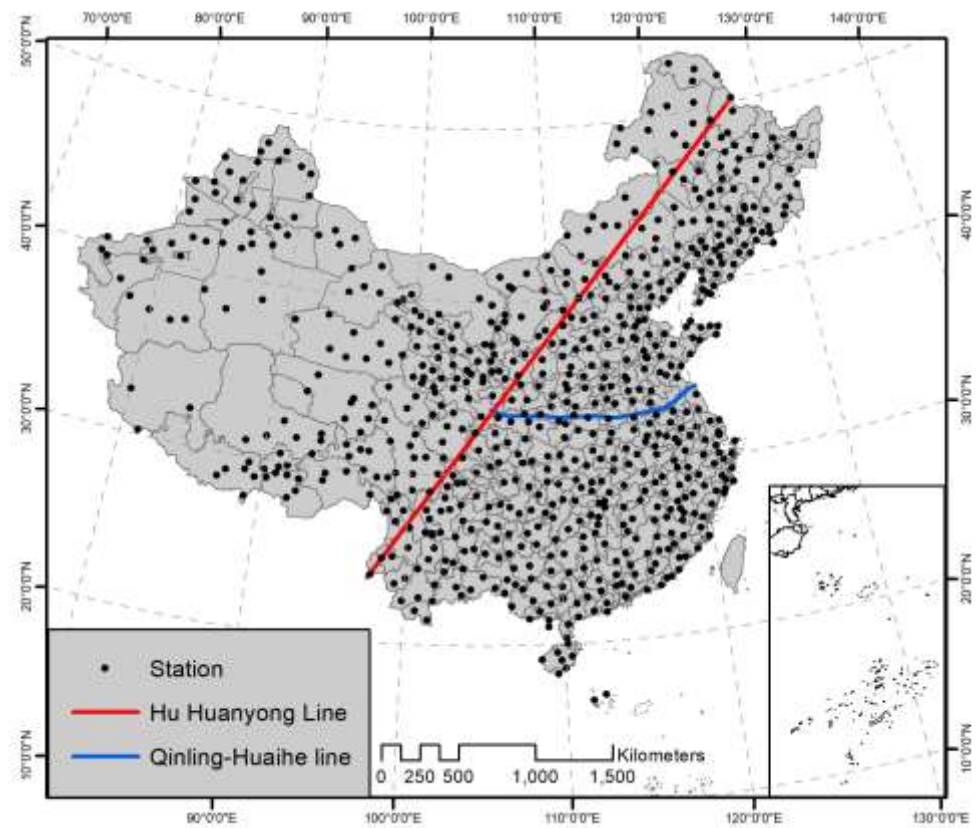 70°0'0"E 80°0'0"E 90°0'0"E 100°0'0"E 110°0'0"E 120°0'0"E 130°0'0"E 140°0'0"E
50°0'0"N
40°0'0"N
40°0'0"N
30°0'0"N
30°0'0"N
20°0'0"N
20°0'0"N
Station
Hu Huanyong Line
Qinling-Huaihe line
Kilometers
0 250 500 1,000 1,500
10°0'0"N
10°0'0"N
90°0'0"E 100°0'0"E 110°0'0"E 120°0'0"E 130°0'0"E